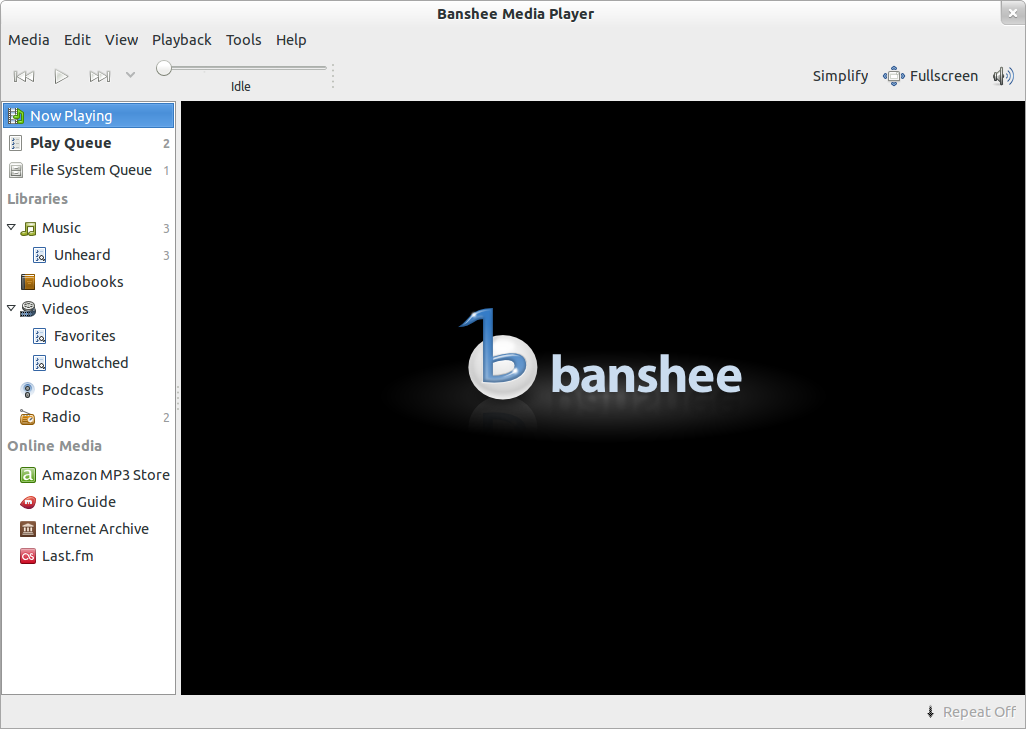 Banshee Media Player
Media Edit View Playback Tools Help
Idle
Simplify Fullscreen
Now Playing
Play Queue 2
File System Queue 1
Libraries
Music 3
Unheard 3
Audiobooks
Videos
Favorites
Unwatched
Podcasts
Radio 2
Online Media
Amazon MP3 Store
Miro Guide
Internet Archive
Last.fm
banshee
Repeat Off